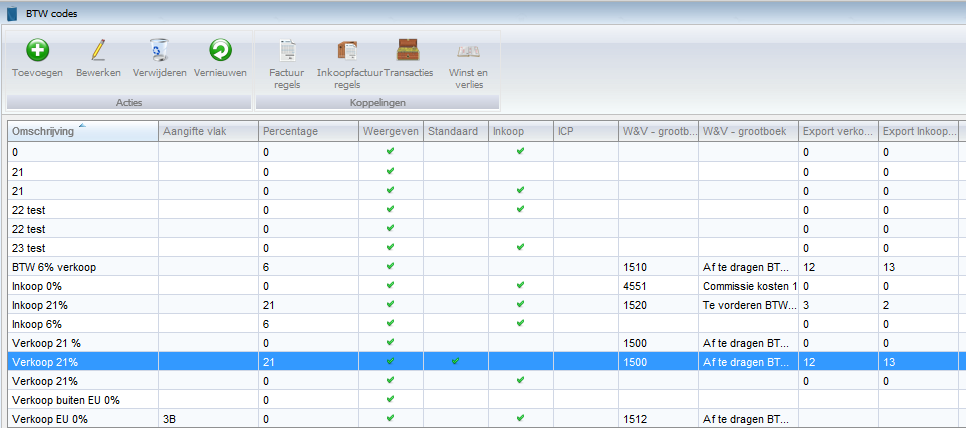 BTW codes
Toevoegen Bewerken Verwijderen Vernieuwen Factuur regels Inkoopfactuur regels Transacties Winst en verlies
Acties Koppelingen
Omschrijving Aangifte vlak Percentage Weergeven Standaard Inkoop ICP W&V - grootb... W&V - grootboek Export verko... Export Inkoop...
0 0 0 0
21 0 0 0
21 0 0 0
22 test 0 0 0
22 test 0 0 0
23 test 0 0 0
BTW 6% verkoop 6 1510 Af te dragen BT... 12 13
Inkoop 0% 0 4551 Commissie kosten 1 0 0
Inkoop 21% 21 1520 Te vorderen BTW... 3 2
Inkoop 6% 6 0 0
Verkoop 21 % 0 1500 Af te dragen BT... 0 0
Verkoop 21% 21 1500 Af te dragen BT... 12 13
Verkoop 21% 0 0 0
Verkoop buiten EU 0% 0
Verkoop EU 0% 3B 0 1512 Af te dragen BT... 0 0